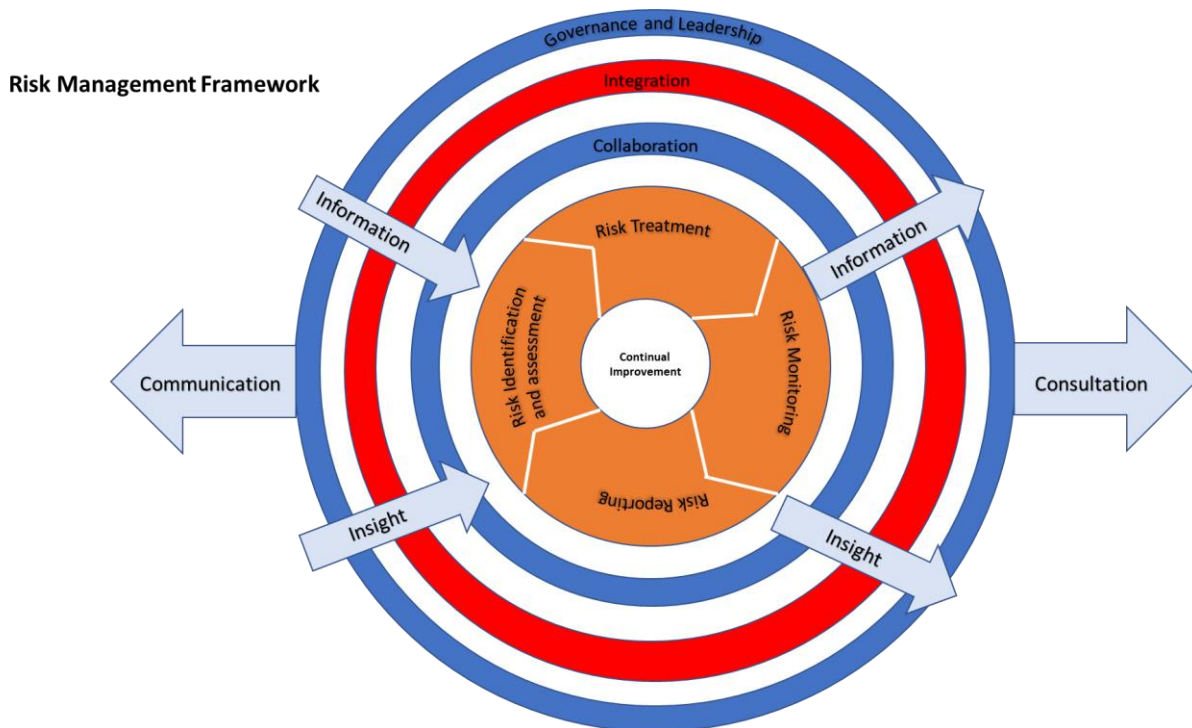 Governance and Leadership
Risk Management Framework
Integration
Collaboration
Information
Risk Treatment
Information
Risk Identification
and assessment
Continual
Improvement
Risk Monitoring
Communication
Consultation
Risk Reporting
Insight
Insight